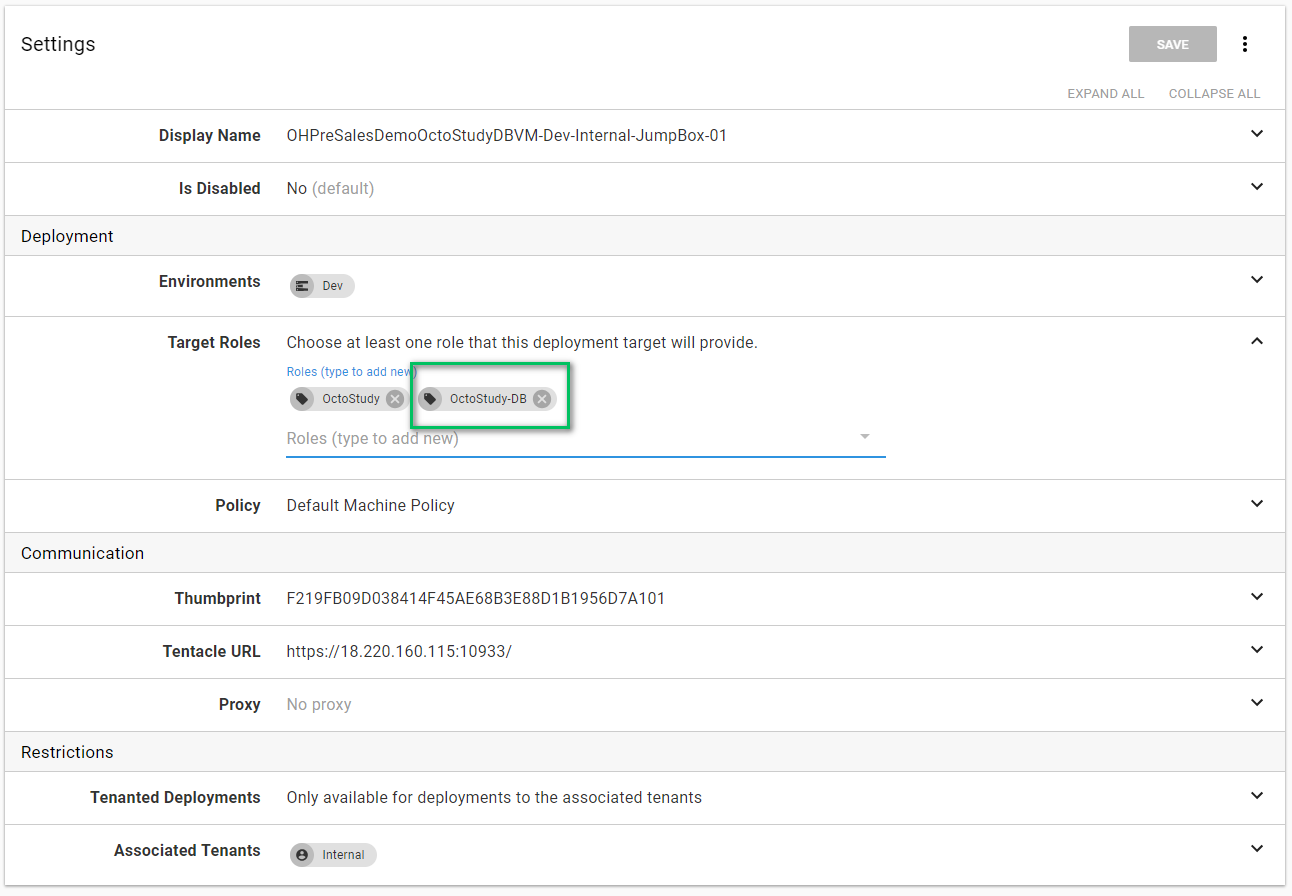 Settings
SAVE
EXPAND ALL COLLAPSE ALL
Display Name OHPreSalesDemoOctoStudyDBVM-Dev-Internal-JumpBox-01
Is Disabled No (default)
Deployment
Environments Dev
Target Roles Choose at least one role that this deployment target will provide.
Roles (type to add new)
OctoStudy OctoStudy-DB
Roles (type to add new)
Policy Default Machine Policy
Communication
Thumbprint F219FB09D038414F45AE68B3E88D1B1956D7A101
Tentacle URL https://18.220.160.115:10933/
Proxy No proxy
Restrictions
Tenanted Deployments Only available for deployments to the associated tenants
Associated Tenants Internal